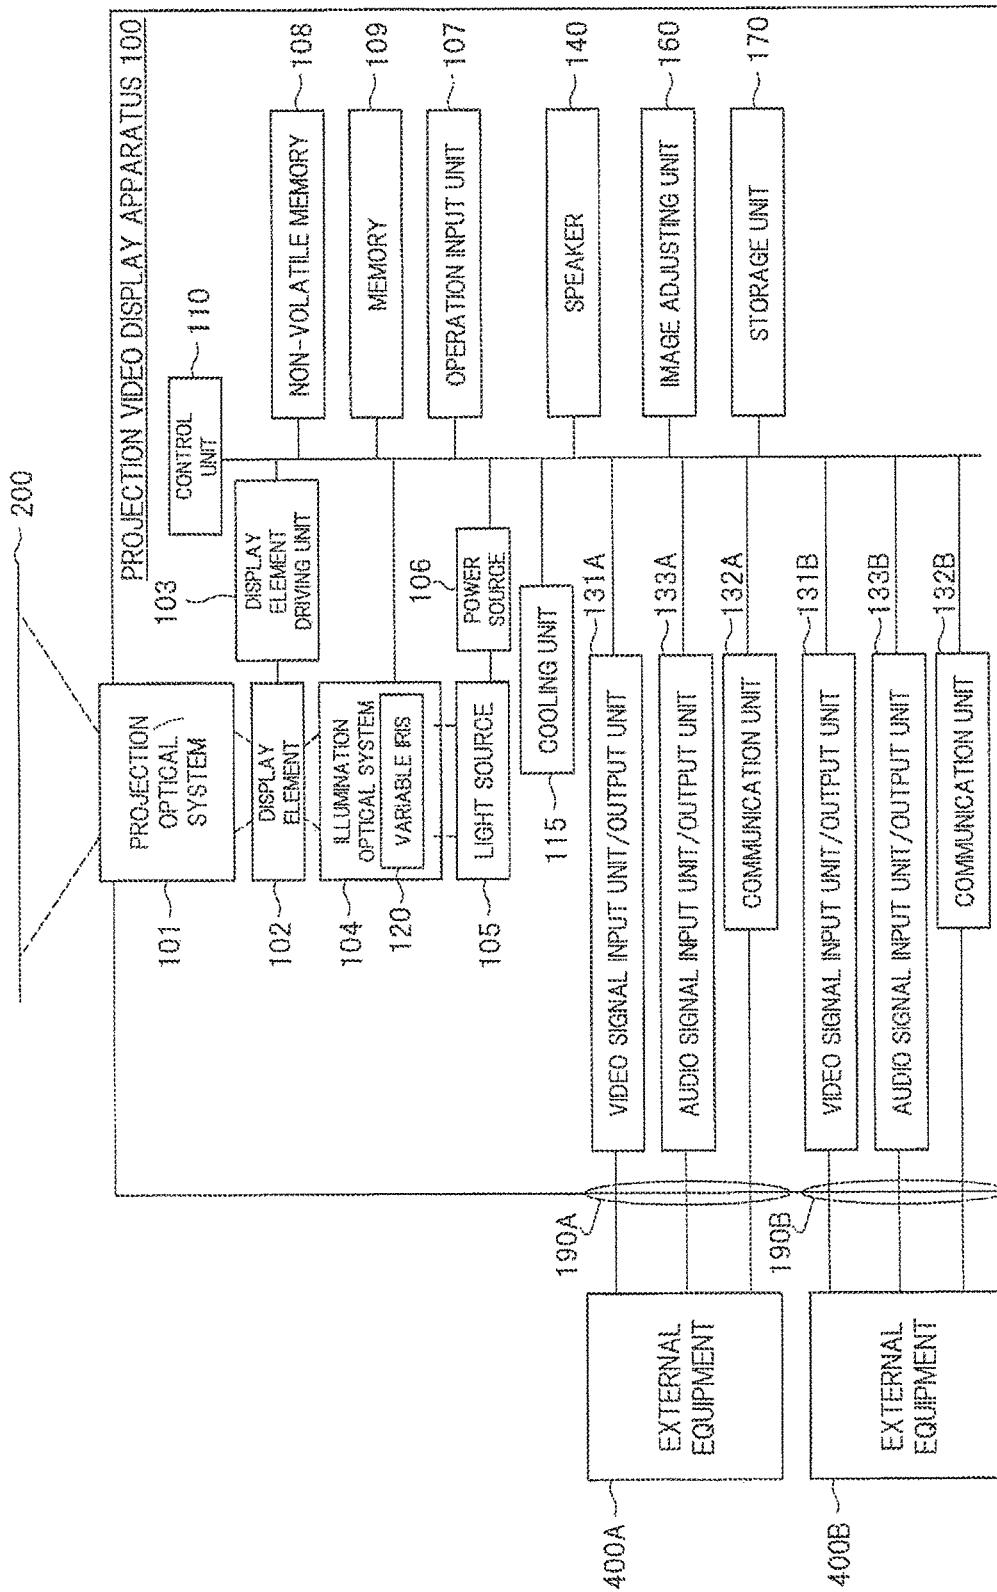 200
PROJECTION VIDEO DISPLAY APPARATUS 100
CONTROL
UNIT
110
101
PROJECTION
OPTICAL
SYSTEM
103
DISPLAY
ELEMENT
DRIVING UNIT
NON-VOLATILE MEMORY
108
102
DISPLAY
ELEMENT
MEMORY
109
104
ILLUMINATION
OPTICAL SYSTEM
120
VARIABLE IRIS
OPERATION INPUT UNIT
107
105
LIGHT SOURCE
106
POWER
SOURCE
115
COOLING UNIT
SPEAKER
140
VIDEO SIGNAL INPUT UNIT/OUTPUT UNIT
131A
IMAGE ADJUSTING UNIT
160
AUDIO SIGNAL INPUT UNIT/OUTPUT UNIT
133A
STORAGE UNIT
170
COMMUNICATION UNIT
132A
190A
400A
EXTERNAL
EQUIPMENT
VIDEO SIGNAL INPUT UNIT/OUTPUT UNIT
131B
AUDIO SIGNAL INPUT UNIT/OUTPUT UNIT
133B
COMMUNICATION UNIT
132B
190B
400B
EXTERNAL
EQUIPMENT